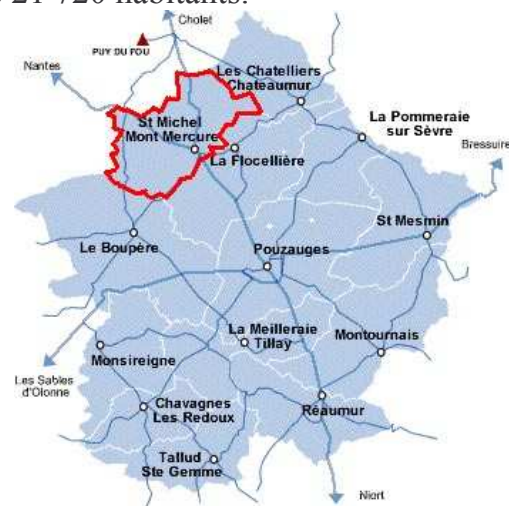 21 720 habitants.
Cholet
PUY DU FOU
Nantes
Les Chatelliers
Chateaumur
St Michel
Mont Mercure
La Flocellière
La Pommeraie
sur Sèvre
Bressuire
St Mesmin
Le Boupère
Pouzauges
La Meilleraie
Tillay
Montournais
Monsireigne
Les Sables
d'Olonne
Chavagnes
Les Redoux
Réaumur
Tallud
Ste Gemme
Niort